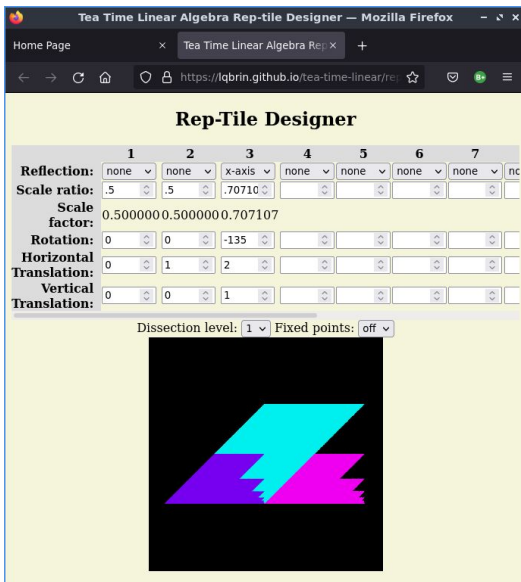 Tea Time Linear Algebra Rep-tile Designer — Mozilla Firefox
Home Page × Tea Time Linear Algebra Rep × +
https://lqbrin.github.io/tea-time-linear/re
Rep-Tile Designer
1 2 3 4 5 6 7
Reflection: none none x-axis none none none none nc
Scale ratio: .5 .5 .70710
Scale
factor: 0.500000 0.500000 0.707107
Rotation: 0 0 -135
Horizontal
Translation: 0 1 2
Vertical
Translation: 0 0 1
Dissection level: 1 Fixed points: off